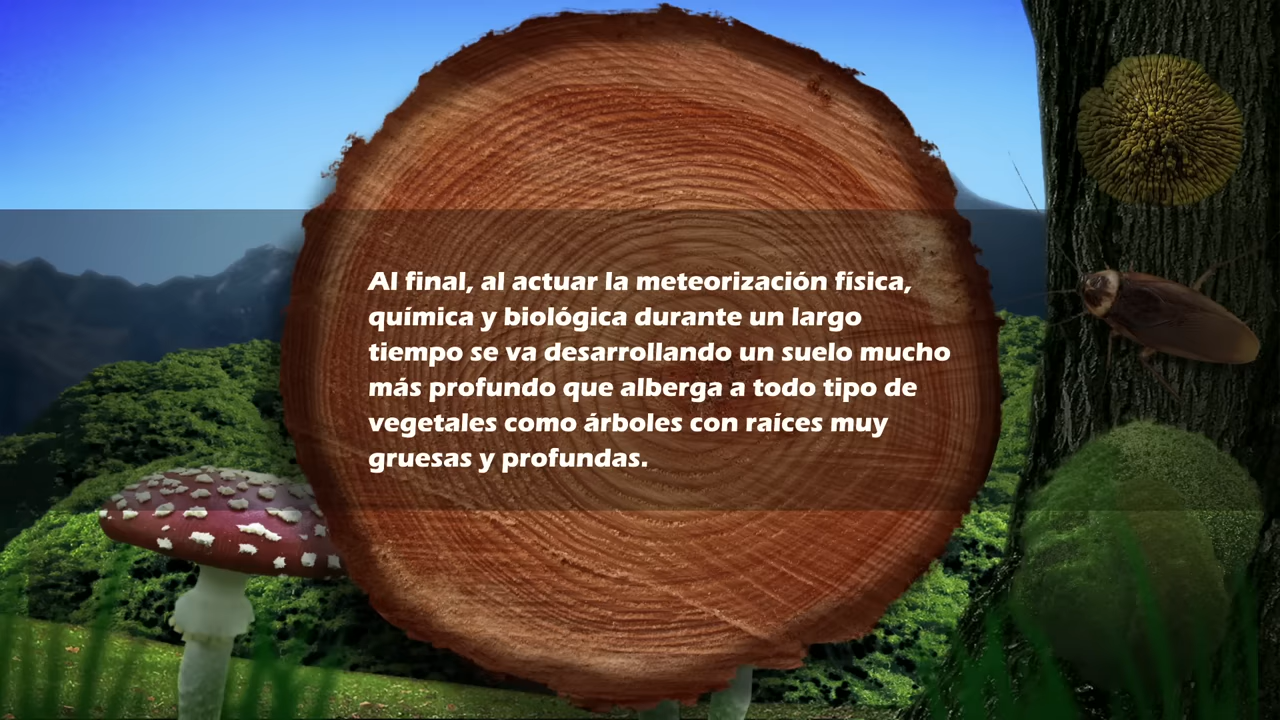 Al final, al actuar la meteorización física,
química y biológica durante un largo
tiempo se va desarrollando un suelo mucho
más profundo que alberga a todo tipo de
vegetales como árboles con raíces muy
gruesas y profundas.